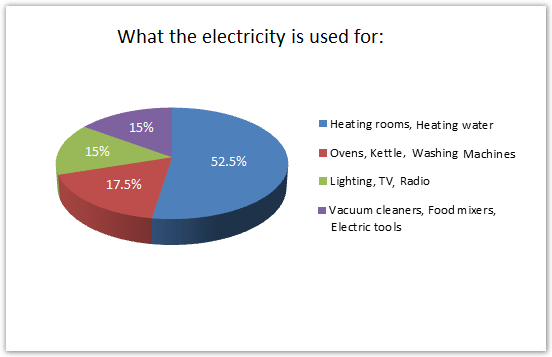 What the electricity is used for:
15%
15%
52.5%
17.5%
Heating rooms, Heating water
Ovens, Kettle, Washing Machines
Lighting, TV, Radio
Vacuum cleaners, Food mixers,
Electric tools